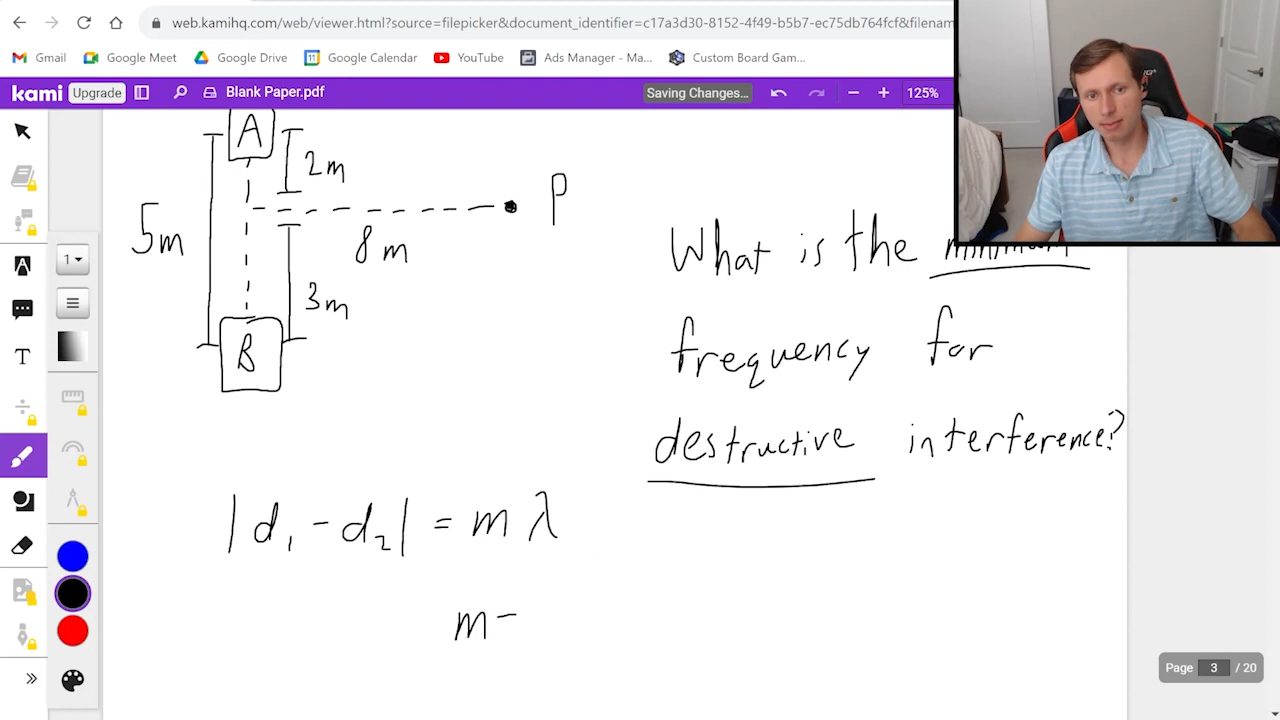 web.kamihq.com/web/viewer.html?source=filepicker&document_identifier=c17a3d30-8152-4f49-b5b7-ec75db764fcf&filenam
Gmail Google Meet Google Drive Google Calendar YouTube Ads Manager - Ma... Custom Board Gam...
kami Upgrade Blank Paper.pdf Saving Changes... 125%
A
2m
P
5m
8m
3m
B
What is the minimum
frequency for
destructive interference?
|d₁ - d₂| = m λ
m -
T
1
Page 3 / 20